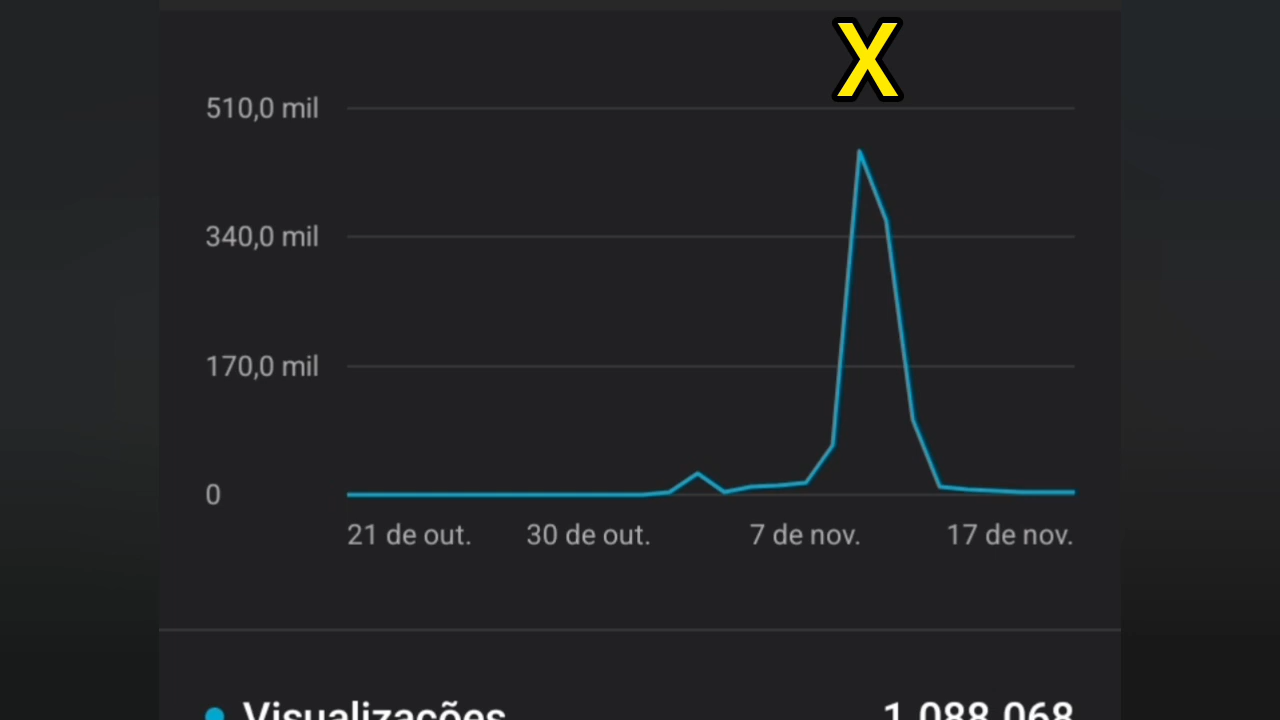 X
510,0 mil
340,0 mil
170,0 mil
0
21 de out. 30 de out. 7 de nov. 17 de nov.
Visualizações 1.088.068